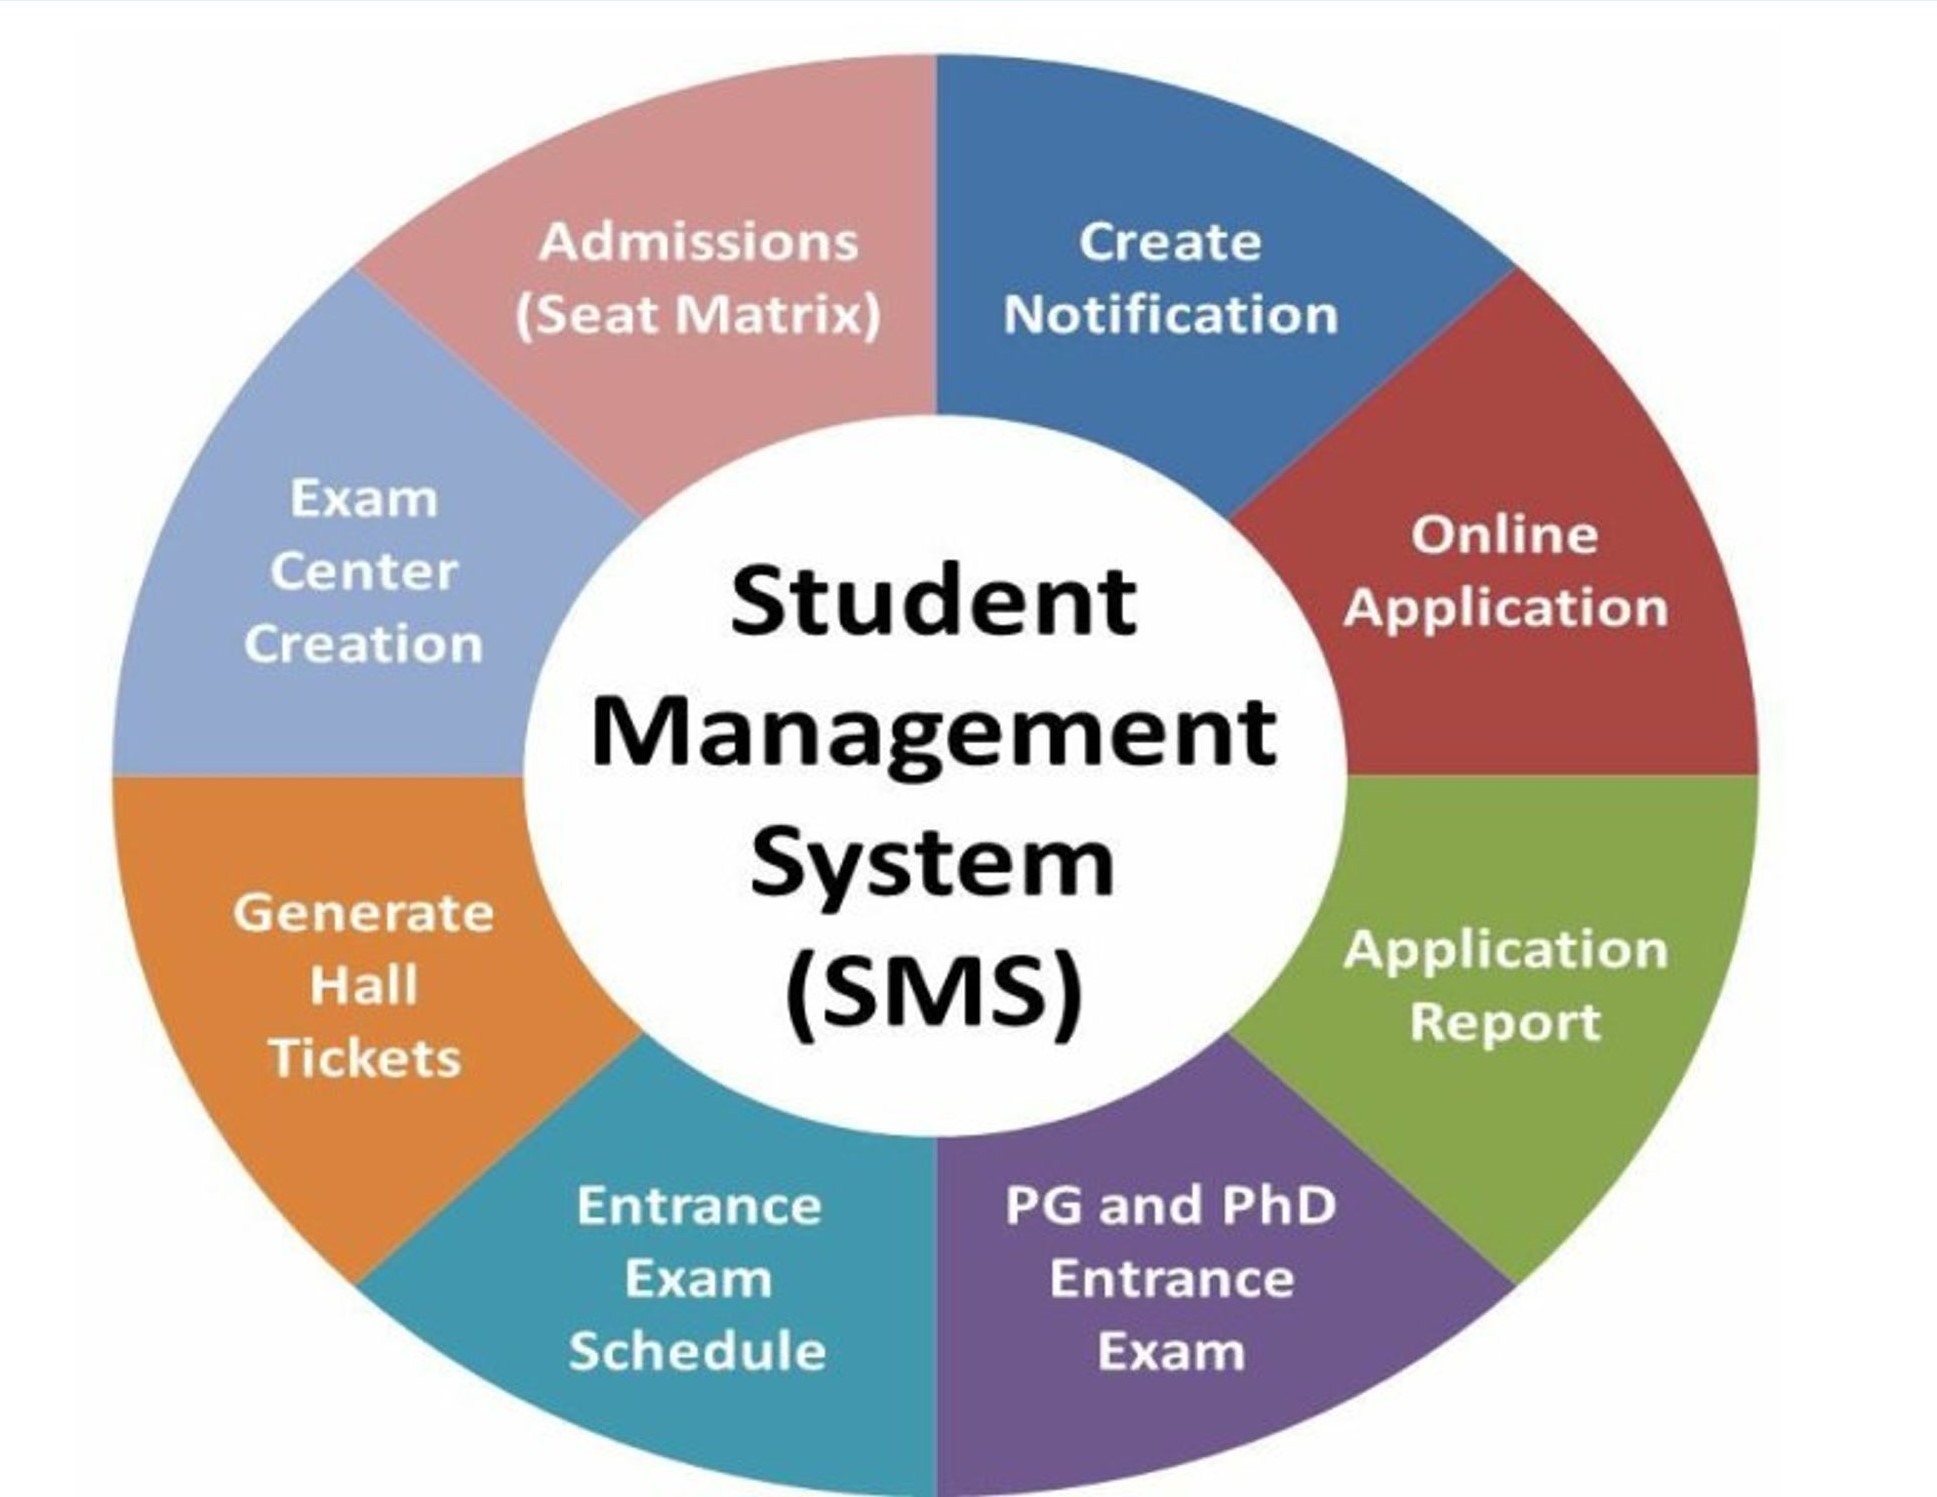 Create
Notification
Online
Application
Application
Report
PG and PhD
Entrance
Exam
Entrance
Exam
Schedule
Generate
Hall
Tickets
Exam
Center
Creation
Admissions
(Seat Matrix)
Student
Management
System
(SMS)